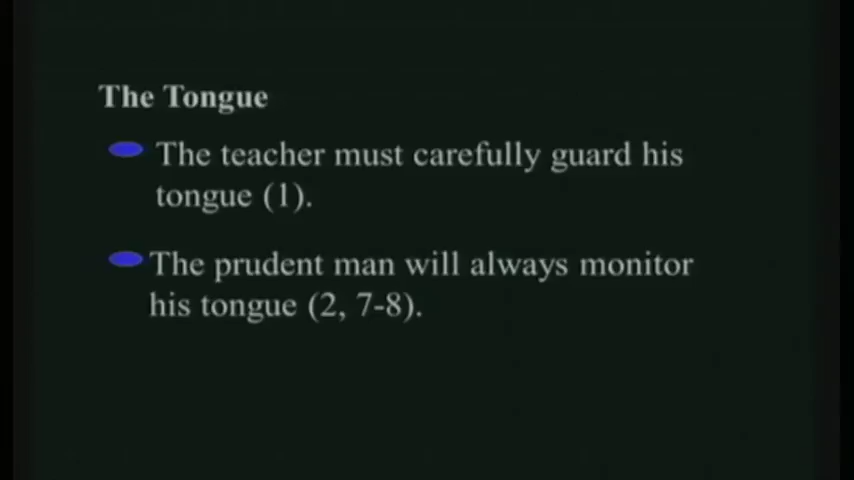 The Tongue
The teacher must carefully guard his
tongue (1).
The prudent man will always monitor
his tongue (2, 7-8).